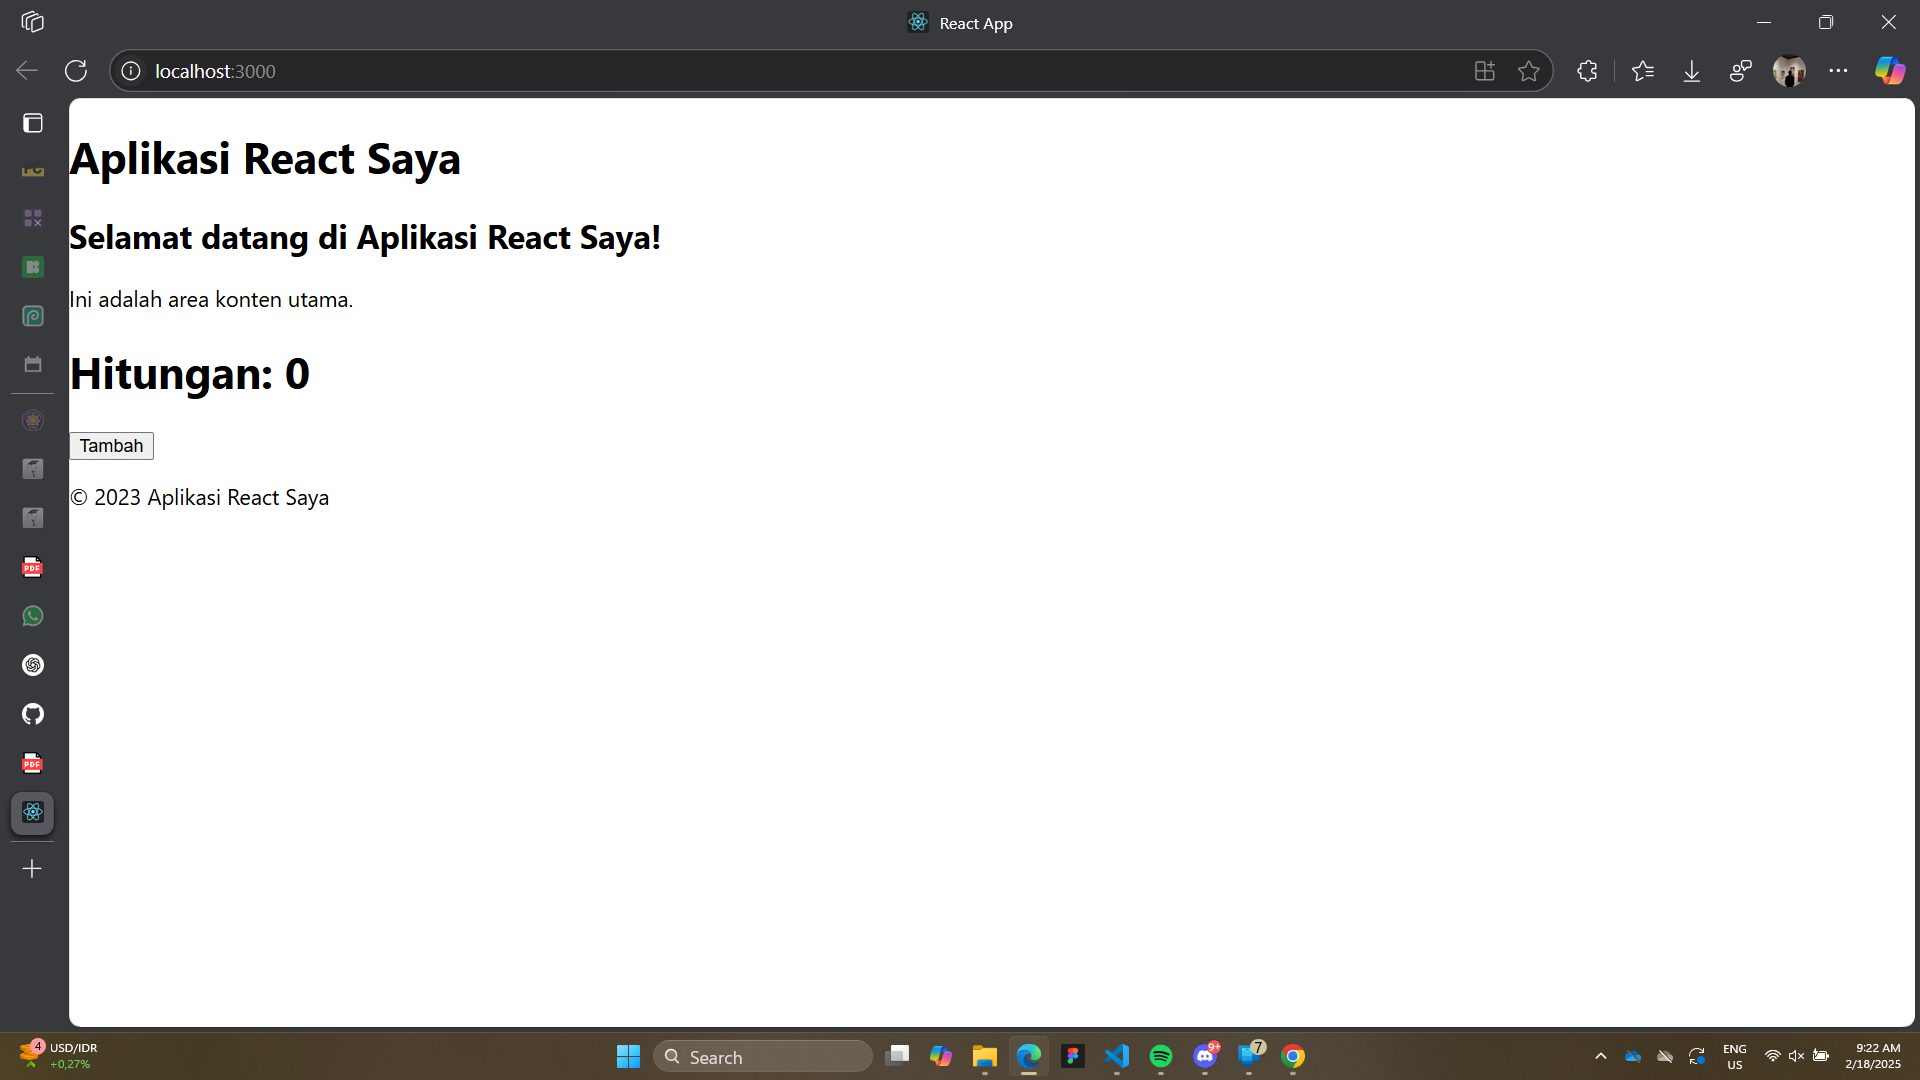 React App
localhost:3000
Aplikasi React Saya
Selamat datang di Aplikasi React Saya!
Ini adalah area konten utama.
Hitungan: 0
Tambah
© 2023 Aplikasi React Saya
PDF
PDF
4
USD/IDR
+0,27%
Search
9+
7
ENG
US
9:22 AM
2/18/2025